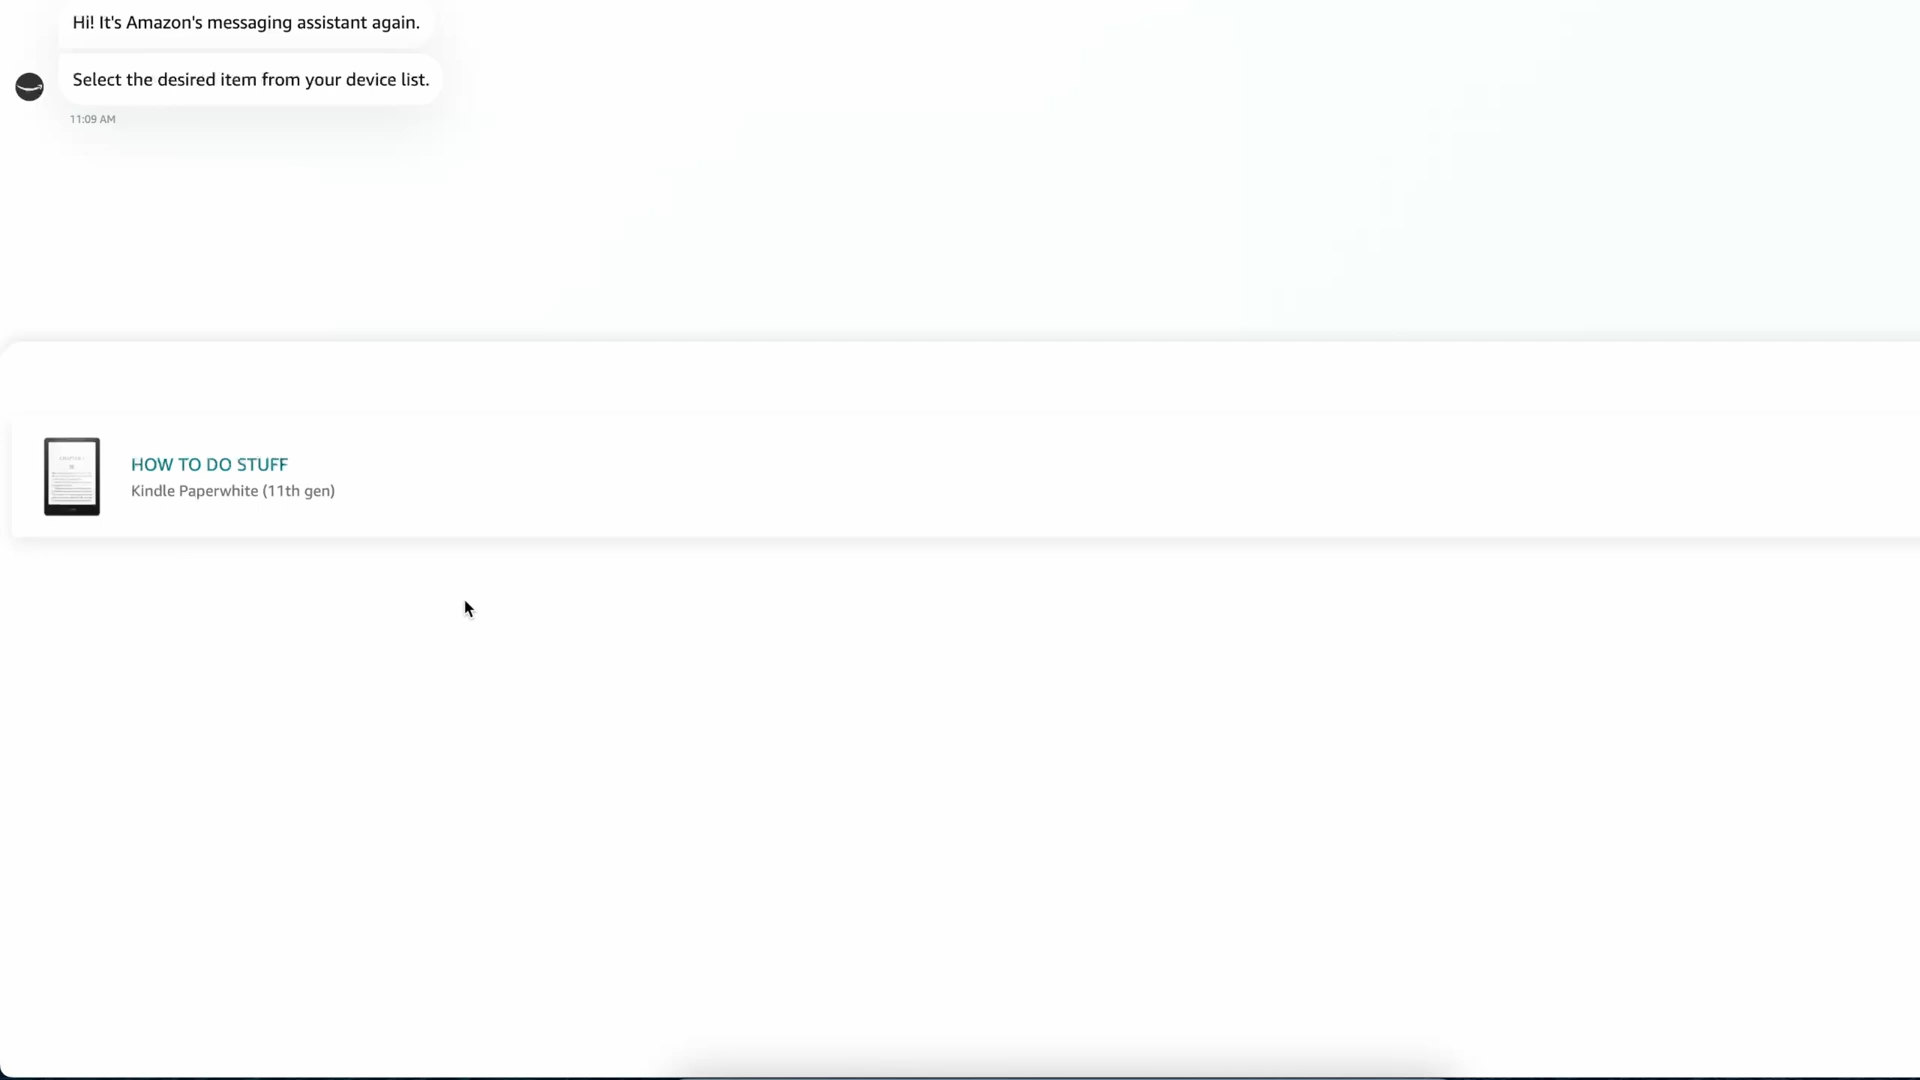 Hi! It's Amazon's messaging assistant again.
Select the desired item from your device list.
11:09 AM
HOW TO DO STUFF
Kindle Paperwhite (11th gen)